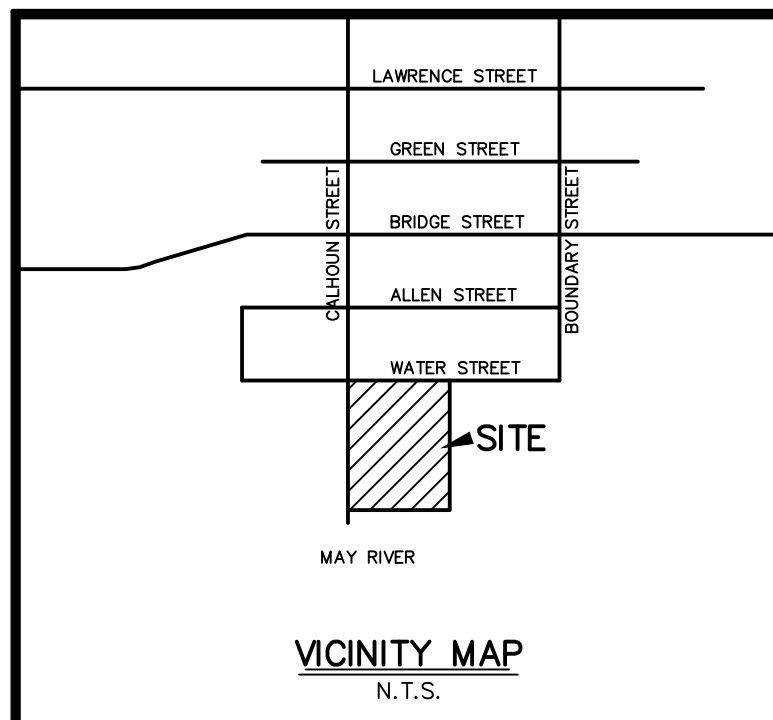 LAWRENCE STREET
GREEN STREET
CALHOUN STREET
BOUNDARY STREET
BRIDGE STREET
ALLEN STREET
WATER STREET
SITE
MAY RIVER
VICINITY MAP
N.T.S.